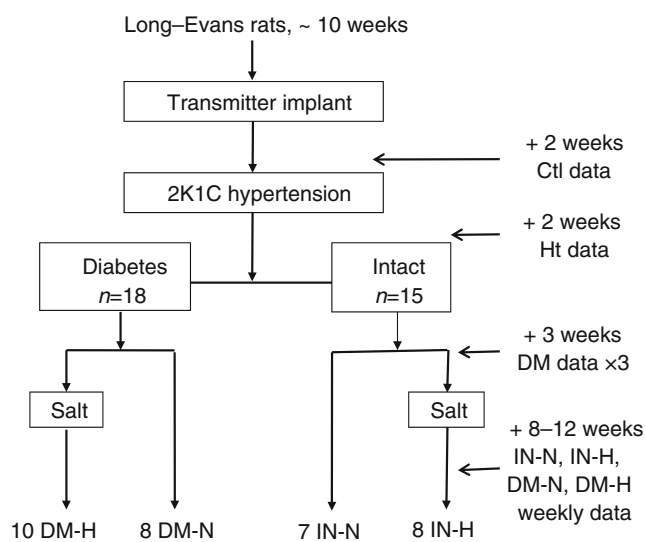 Long–Evans rats, ~ 10 weeks
Transmitter implant
+ 2 weeks
Ctl data
2K1C hypertension
+ 2 weeks
Ht data
Diabetes
n=18
Intact
n=15
+ 3 weeks
DM data ×3
Salt
Salt
+ 8–12 weeks
IN-N, IN-H,
DM-N, DM-H
weekly data
10 DM-H
8 DM-N
7 IN-N
8 IN-H